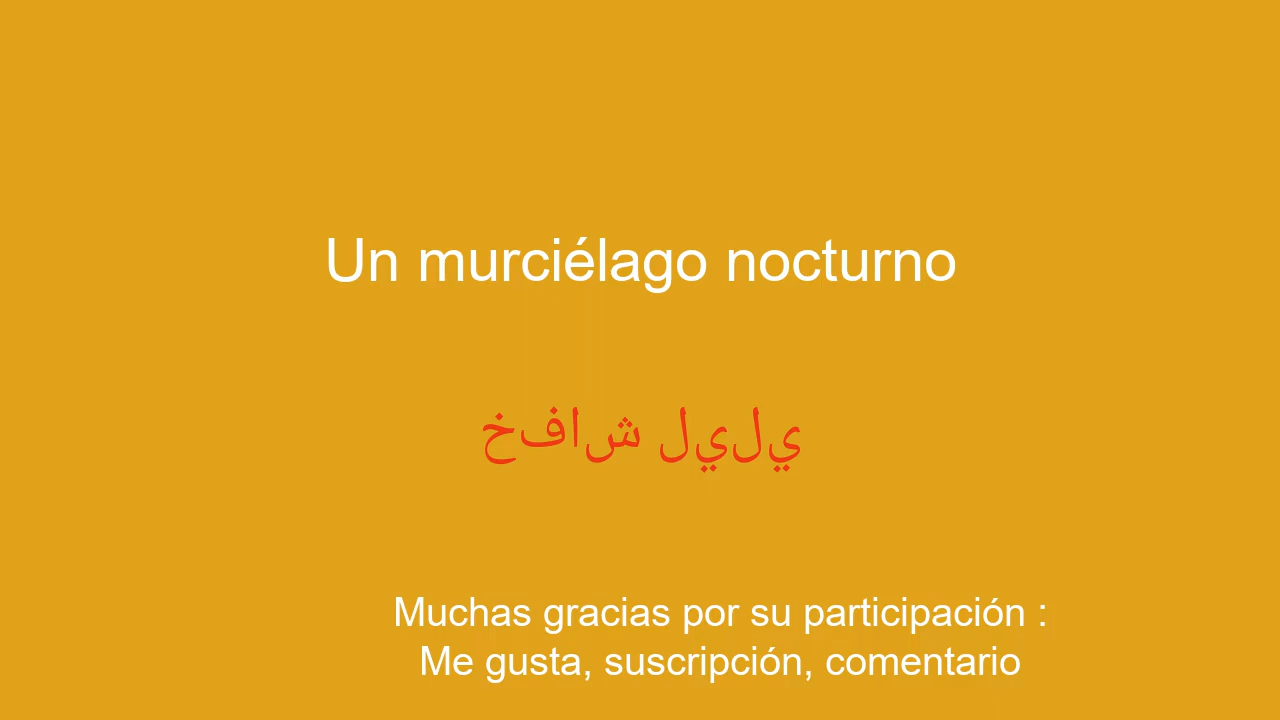 Un murciélago nocturno
خفاش ليلي
Muchas gracias por su participación :
Me gusta, suscripción, comentario